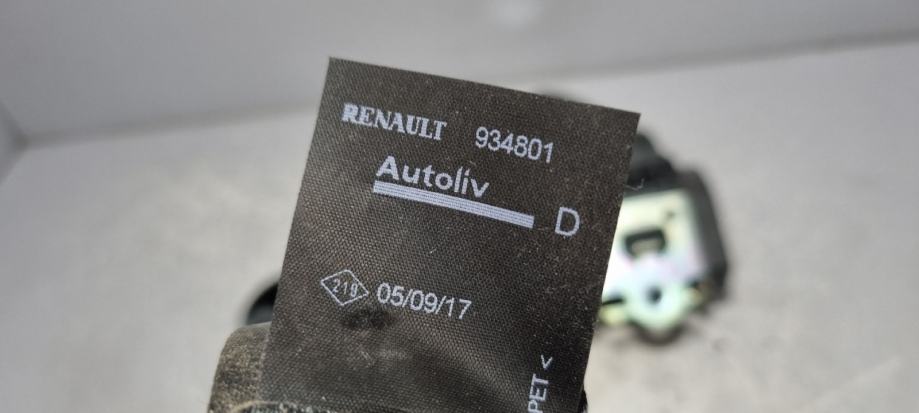 RENAULT 934801
Autoliv
D
219 05/09/17
PET <